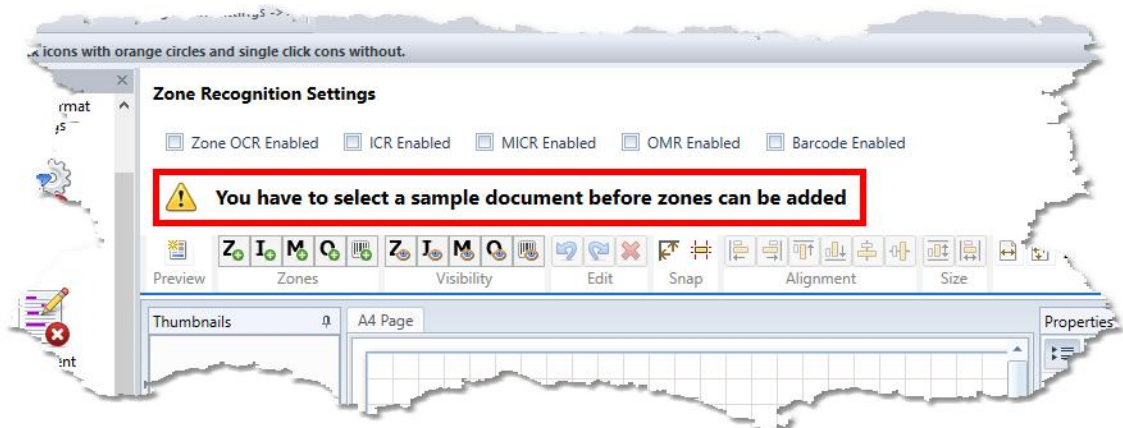 icons with orange circles and single click cons without.
Zone Recognition Settings
Zone OCR Enabled ICR Enabled MICR Enabled OMR Enabled Barcode Enabled
You have to select a sample document before zones can be added
Z I M O Z I M O
Preview Zones Visibility Edit Snap Alignment Size
Thumbnails A4 Page Properties